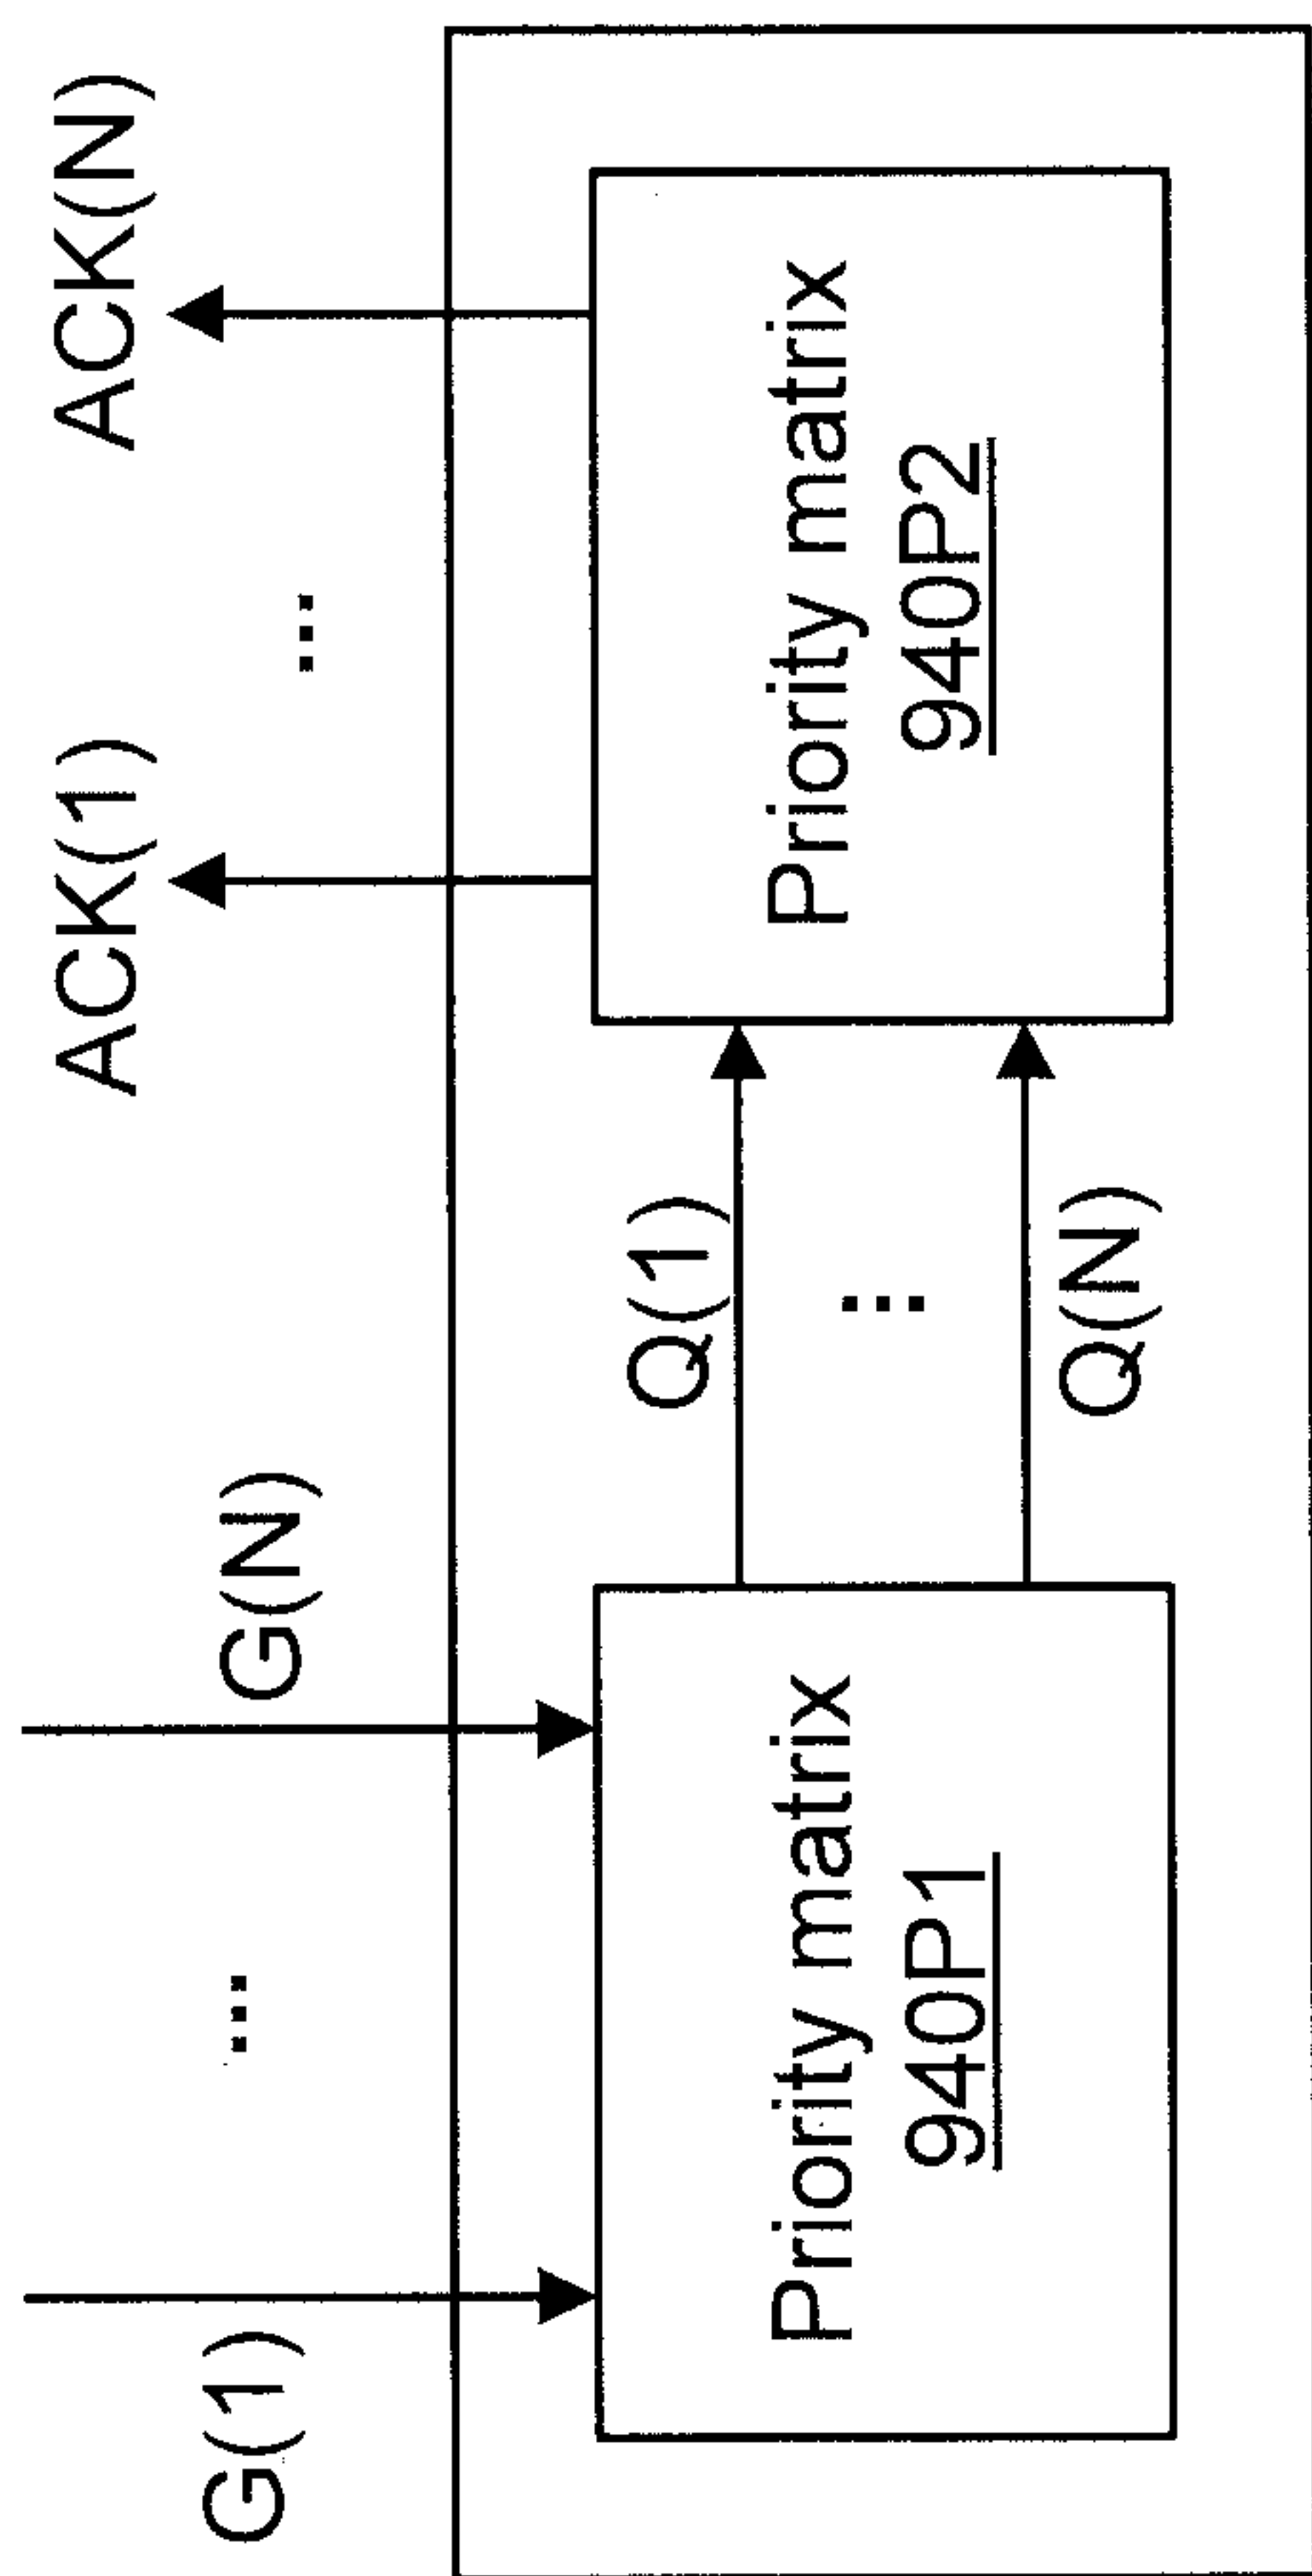 G(1)
...
G(N)
ACK(1)
...
ACK(N)
Priority matrix
940P1
Q(1)
...
Q(N)
Priority matrix
940P2